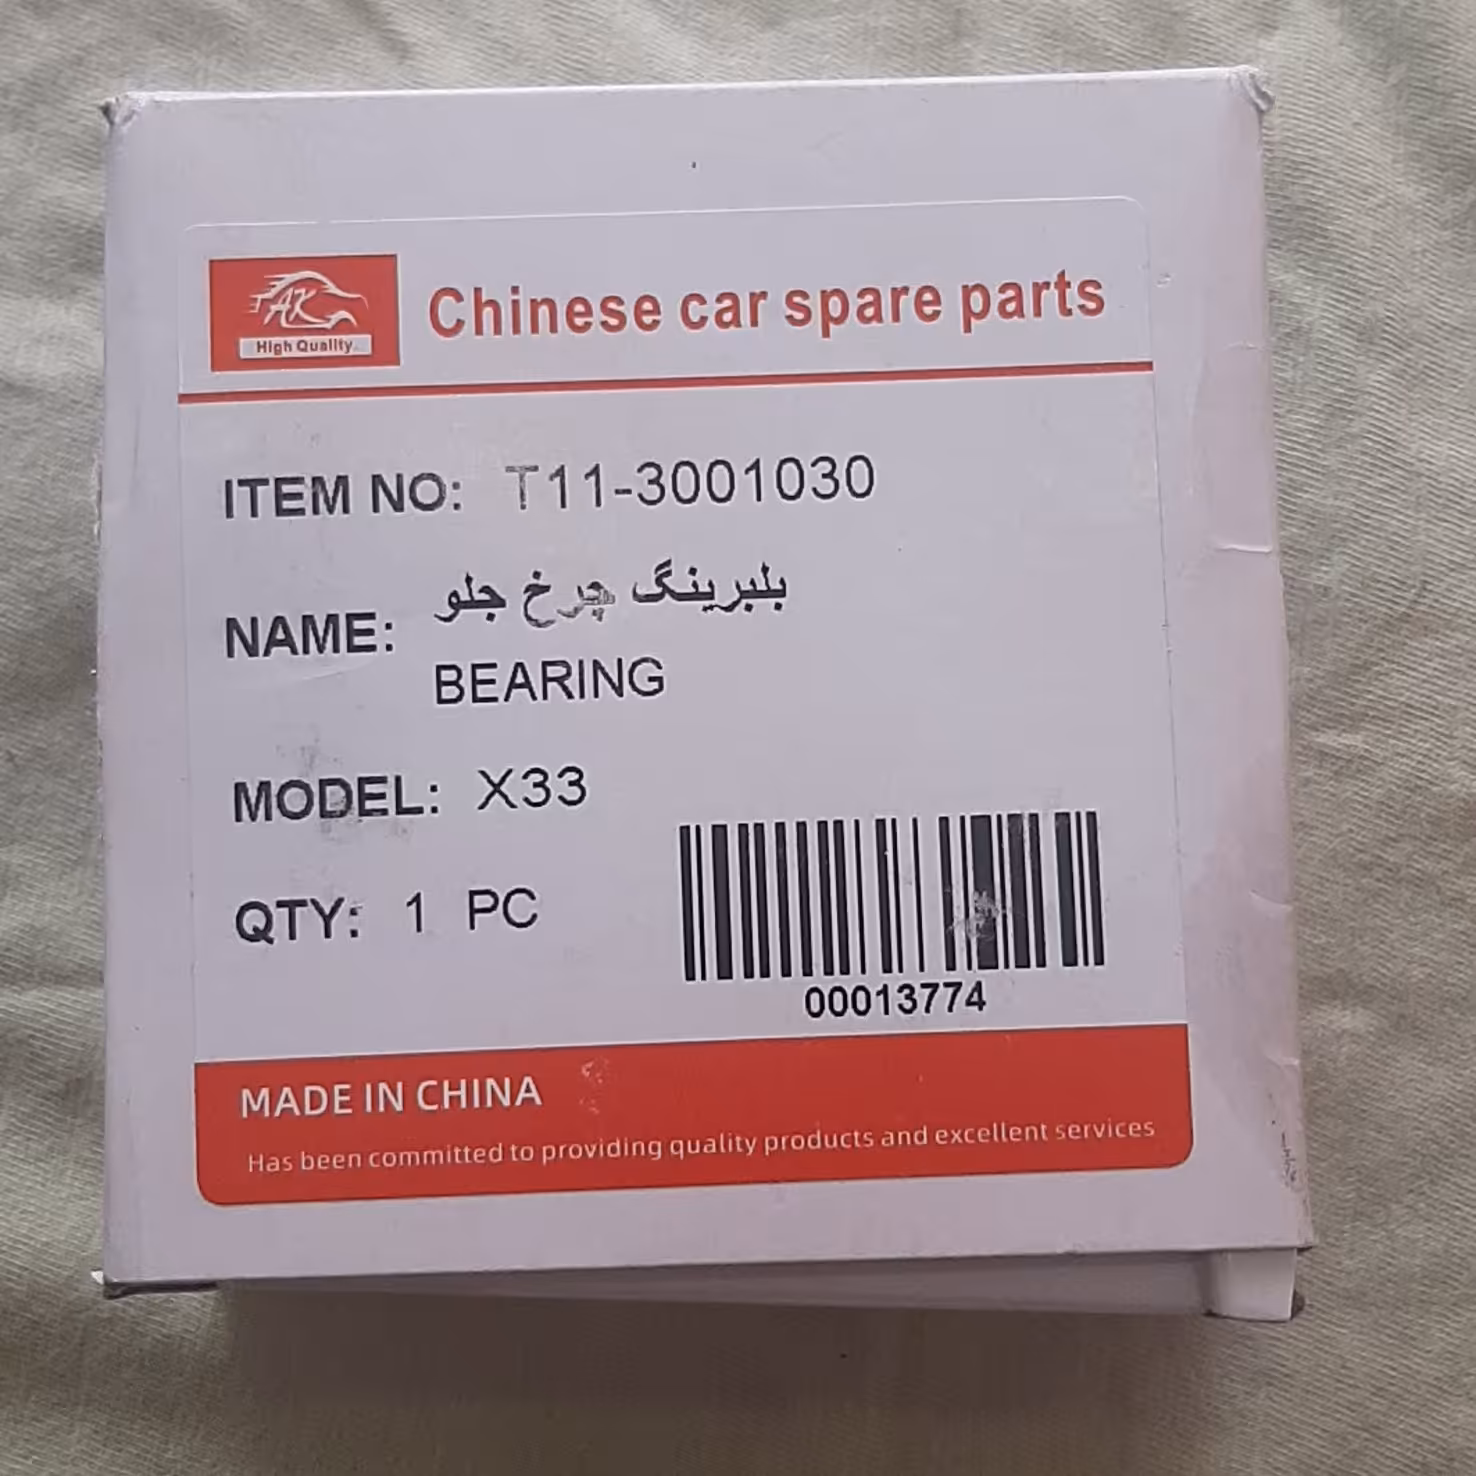 AK
High Quality
Chinese car spare parts
ITEM NO: T11-3001030
NAME: بلبرینگ چرخ جلو
BEARING
MODEL: X33
QTY: 1 PC
00013774
MADE IN CHINA
Has been committed to providing quality products and excellent services